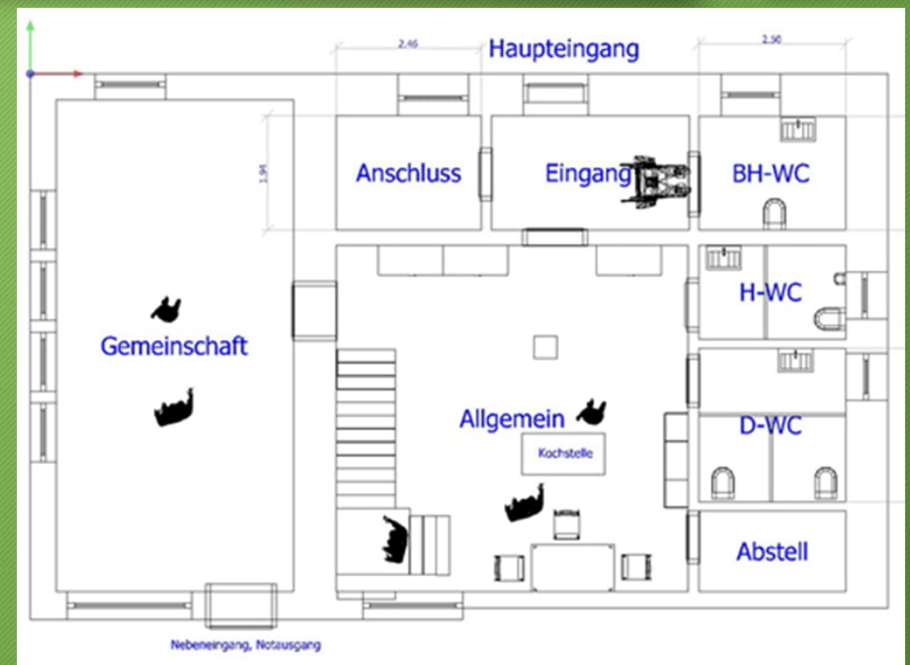 2.46
Haupteingang
2.50
1.94
Anschluss
Eingang
BH-WC
H-WC
Gemeinschaft
Allgemein
D-WC
Kochstelle
Abstell
Nebeneingang, Notausgang